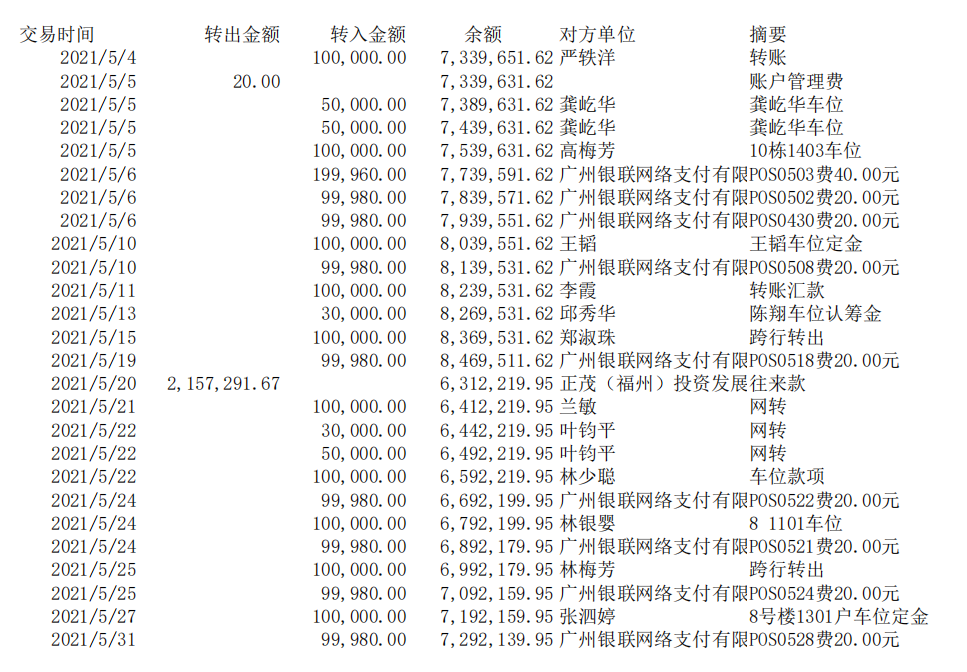 交易时间 转出金额 转入金额 余额 对方单位 摘要
2021/5/4 100,000.00 7,339,651.62 严轶洋 转账
2021/5/5 20.00 7,339,631.62 账户管理费
2021/5/5 50,000.00 7,389,631.62 龚屹华 龚屹华车位
2021/5/5 50,000.00 7,439,631.62 龚屹华 龚屹华车位
2021/5/5 100,000.00 7,539,631.62 高梅芳 10栋1403车位
2021/5/6 199,960.00 7,739,591.62 广州银联网络支付有限 POS0503费40.00元
2021/5/6 99,980.00 7,839,571.62 广州银联网络支付有限 POS0502费20.00元
2021/5/6 99,980.00 7,939,551.62 广州银联网络支付有限 POS0430费20.00元
2021/5/10 100,000.00 8,039,551.62 王韬 王韬车位定金
2021/5/10 99,980.00 8,139,531.62 广州银联网络支付有限 POS0508费20.00元
2021/5/11 100,000.00 8,239,531.62 李霞 转账汇款
2021/5/13 30,000.00 8,269,531.62 邱秀华 陈翔车位认筹金
2021/5/15 100,000.00 8,369,531.62 郑淑珠 跨行转出
2021/5/19 99,980.00 8,469,511.62 广州银联网络支付有限 POS0518费20.00元
2021/5/20 2,157,291.67 6,312,219.95 正茂（福州）投资发展 往来款
2021/5/21 100,000.00 6,412,219.95 兰敏 网转
2021/5/22 30,000.00 6,442,219.95 叶钧平 网转
2021/5/22 50,000.00 6,492,219.95 叶钧平 网转
2021/5/22 100,000.00 6,592,219.95 林少聪 车位款项
2021/5/24 99,980.00 6,692,199.95 广州银联网络支付有限 POS0522费20.00元
2021/5/24 100,000.00 6,792,199.95 林银婴 8 1101车位
2021/5/24 99,980.00 6,892,179.95 广州银联网络支付有限 POS0521费20.00元
2021/5/25 100,000.00 6,992,179.95 林梅芳 跨行转出
2021/5/25 99,980.00 7,092,159.95 广州银联网络支付有限 POS0524费20.00元
2021/5/27 100,000.00 7,192,159.95 张泗婷 8号楼1301户车位定金
2021/5/31 99,980.00 7,292,139.95 广州银联网络支付有限 POS0528费20.00元